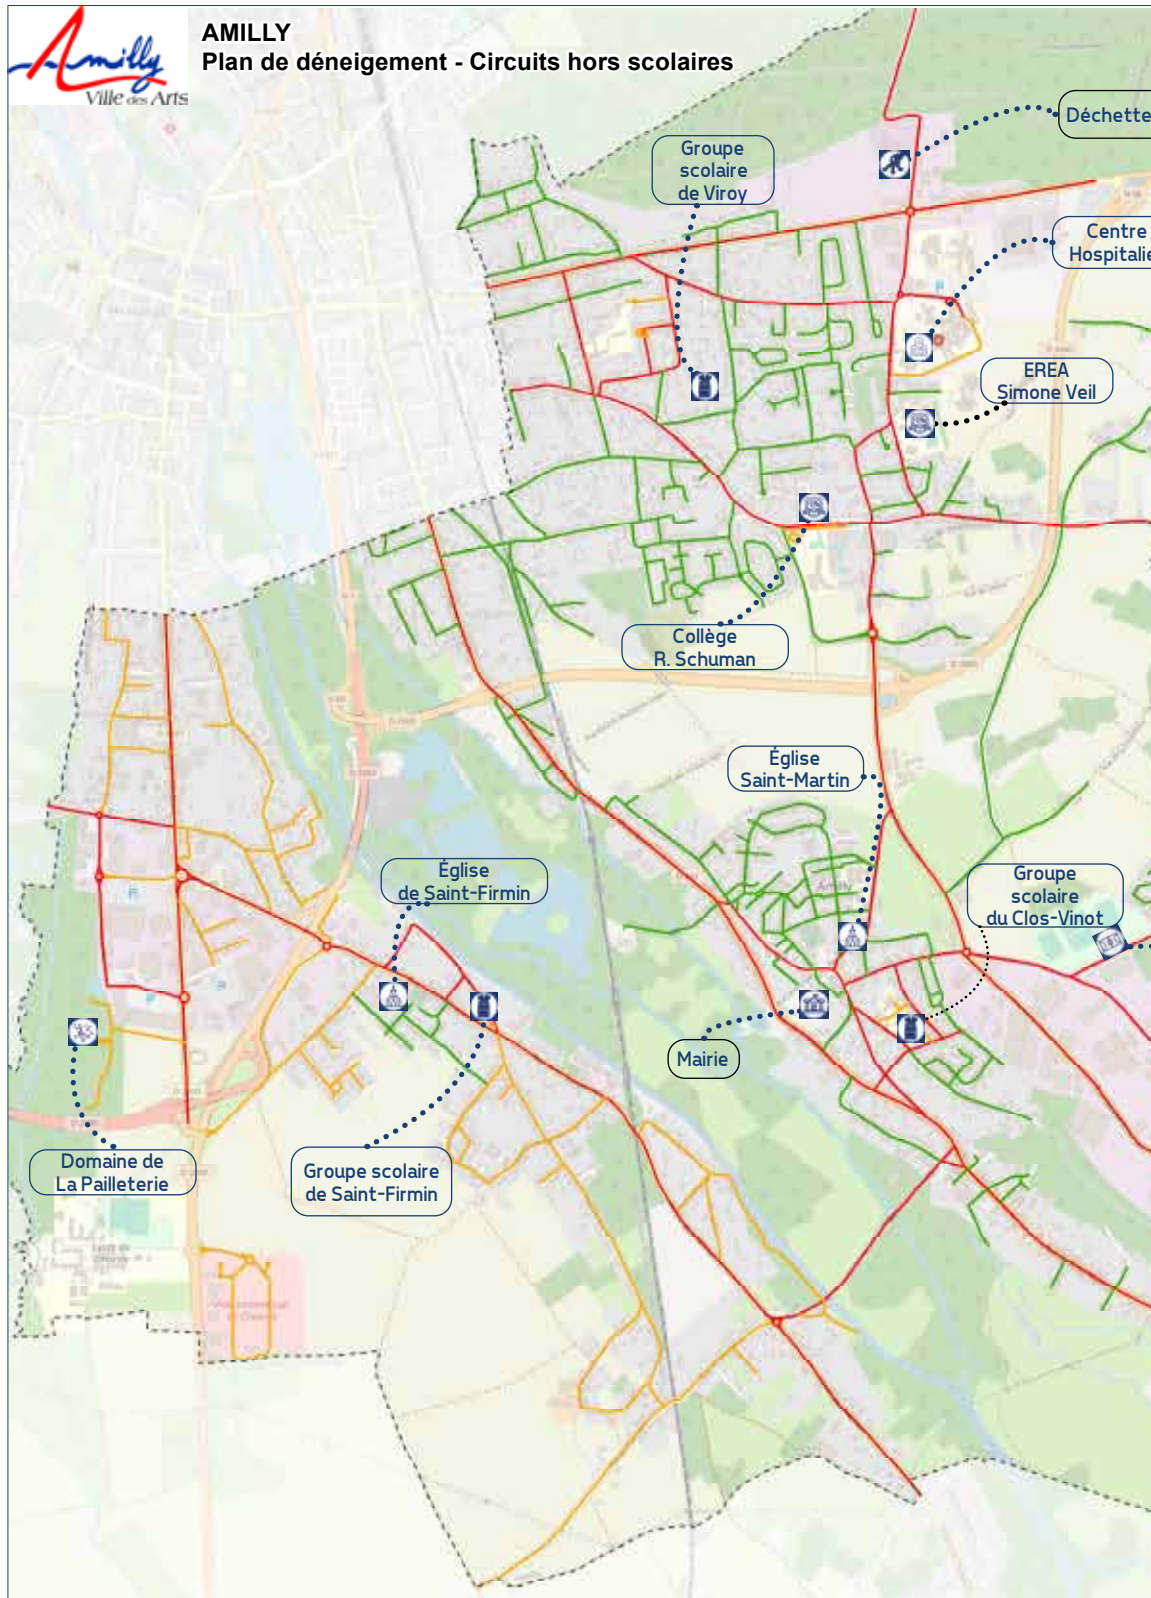 Amilly
Ville des Arts
AMILLY
Plan de déneigement - Circuits hors scolaires
Déchette
Groupe
scolaire
de Viroy
Centre
Hospitalie
EREA
Simone Veil
Collège
R. Schuman
Église
Saint-Martin
Église
de Saint-Firmin
Groupe
scolaire
du Clos-Vinot
Amilly
Mairie
Domaine de
La Pailleterie
Groupe scolaire
de Saint-Firmin